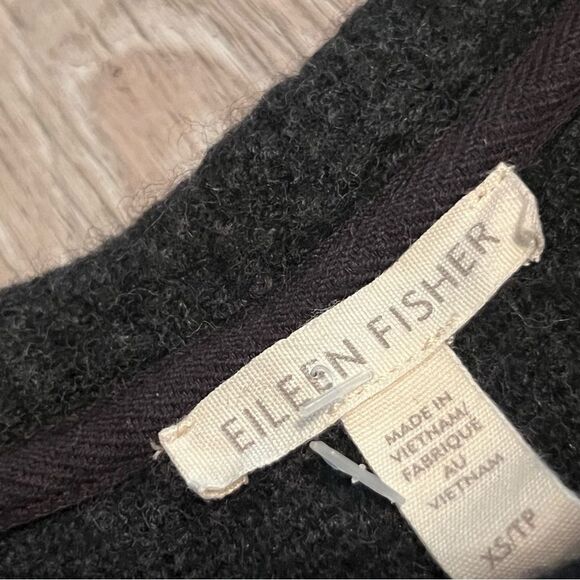 EILEEN FISHER
MADE IN
VIETNAM/
FABRIQUÉ
AU
VIETNAM
XS/TP